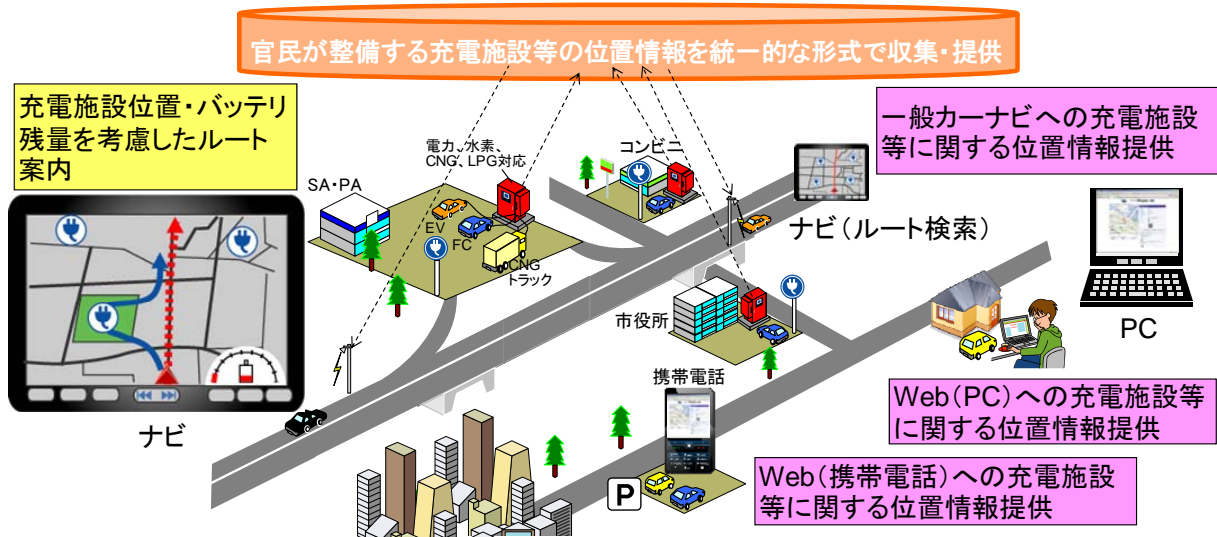 官民が整備する充電施設等の位置情報を統一的な形式で収集・提供
充電施設位置・バッテリ
残量を考慮したルート
案内
ナビ
SA・PA
電力、水素、
CNG、LPG対応
EV
FC
CNG
トラック
コンビニ
一般カーナビへの充電施設
等に関する位置情報提供
ナビ（ルート検索）
PC
市役所
携帯電話
P
Web（PC）への充電施設等
に関する位置情報提供
Web（携帯電話）への充電施設
等に関する位置情報提供